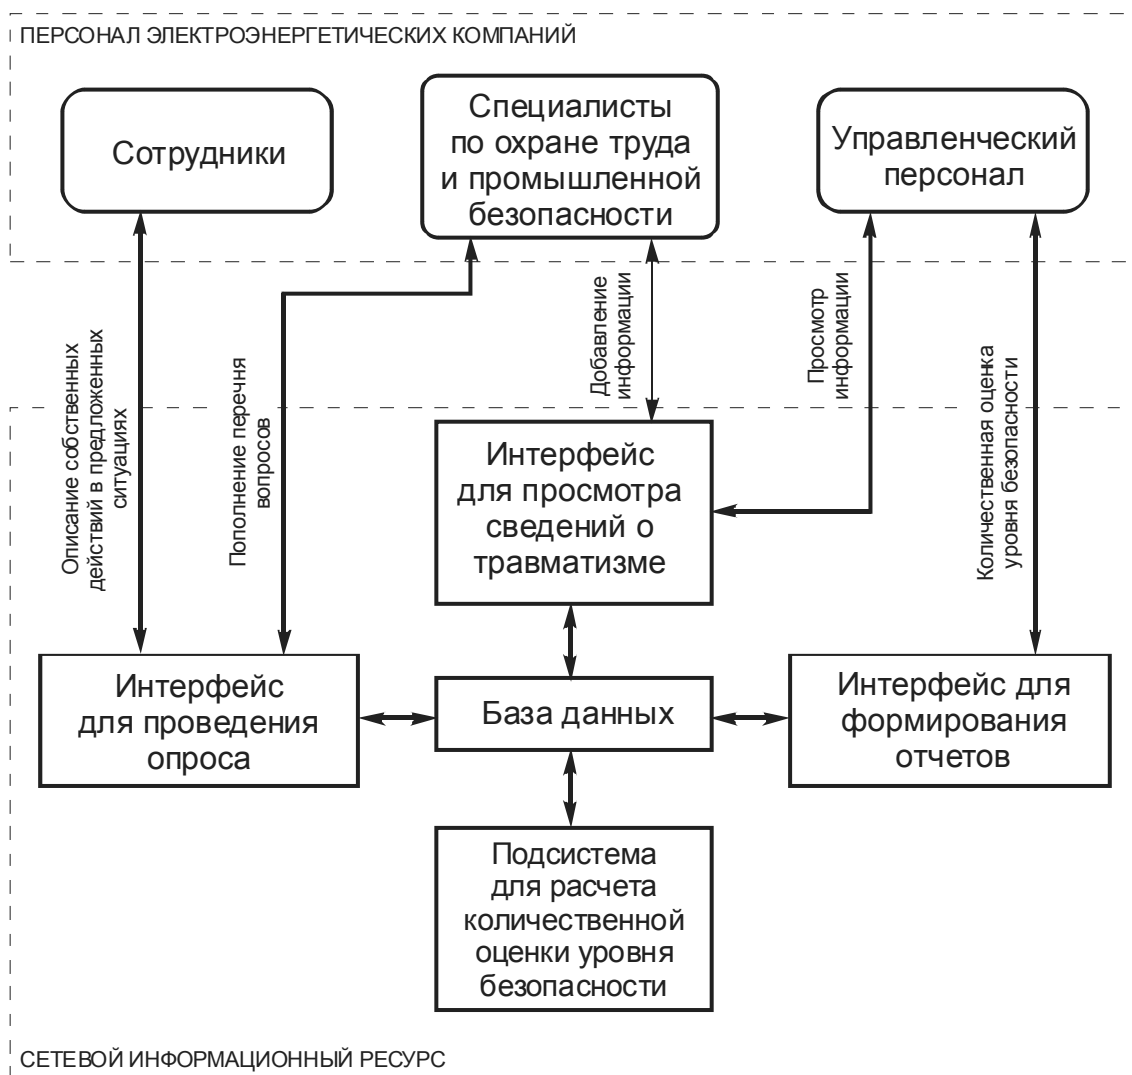 ПЕРСОНАЛ ЭЛЕКТРОЭНЕРГЕТИЧЕСКИХ КОМПАНИЙ
Сотрудники
Специалисты
по охране труда
и промышленной
безопасности
Управленческий
персонал
Описание собственных
действий в предложенных
ситуациях
Пополнение перечня
вопросов
Добавление
информации
Просмотр
информации
Количественная оценка
уровня безопасности
Интерфейс
для просмотра
сведений о
травматизме
Интерфейс
для проведения
опроса
База данных
Интерфейс для
формирования
отчетов
Подсистема
для расчета
количественной
оценки уровня
безопасности
СЕТЕВОЙ ИНФОРМАЦИОННЫЙ РЕСУРС